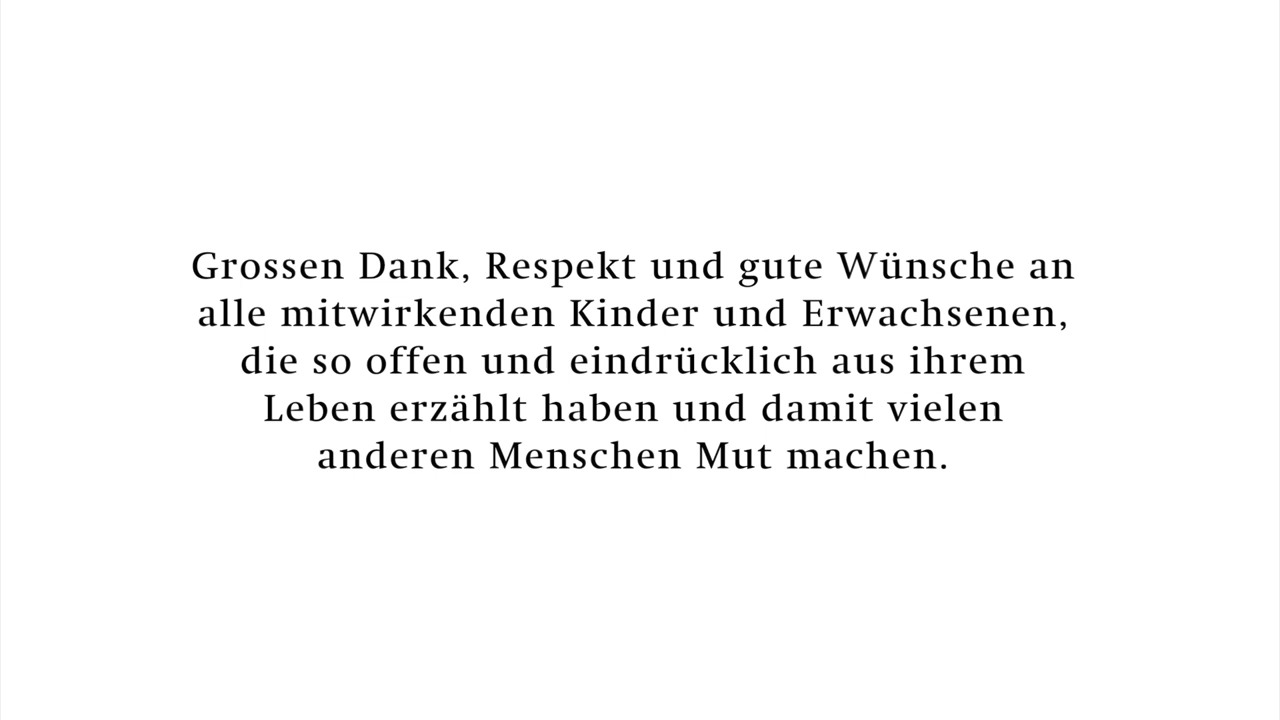 Grossen Dank, Respekt und gute Wünsche an
alle mitwirkenden Kinder und Erwachsenen,
die so offen und eindrücklich aus ihrem
Leben erzählt haben und damit vielen
anderen Menschen Mut machen.